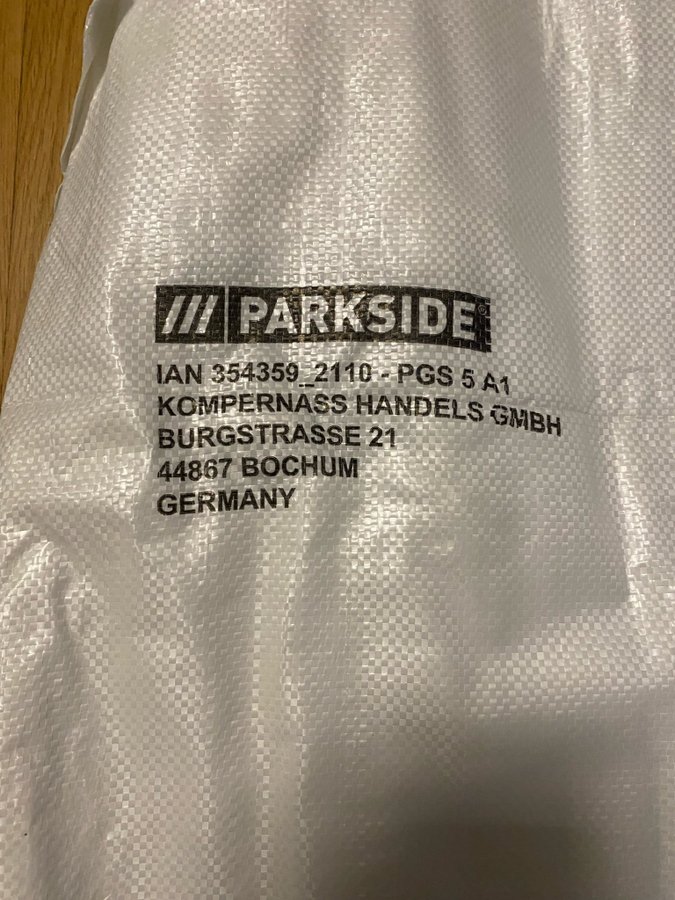 /// PARKSIDE®
IAN 354359_2110 - PGS 5 A1
KOMPERNASS HANDELS GMBH
BURGSTRASSE 21
44867 BOCHUM
GERMANY